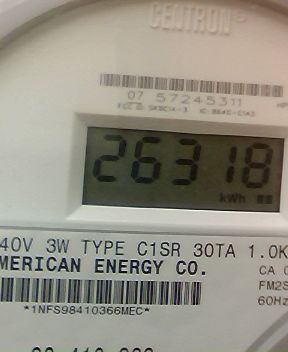 CENTRON®
07 57245311
26318
kWh
40V 3W TYPE C1SR 30TA 1.0K
MERICAN ENERGY CO.
CA 0
FM2S
60Hz
*1NFS98410366MEC*